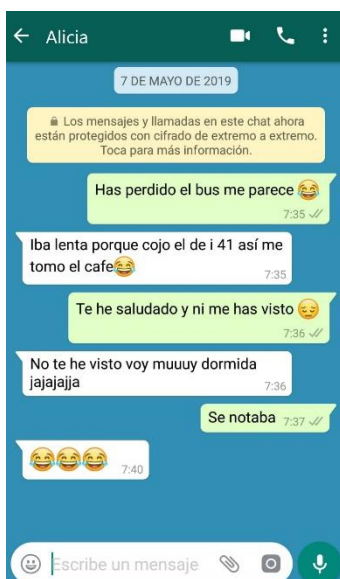 Alicia
7 DE MAYO DE 2019
Los mensajes y llamadas en este chat ahora
están protegidos con cifrado de extremo a extremo.
Toca para más información.
Has perdido el bus me parece 😂
7:35
Iba lenta porque cojo el de i 41 así me
tomo el cafe😂
7:35
Te he saludado y ni me has visto 😔
7:36
No te he visto voy muuuy dormida
jajajajja
7:36
Se notaba 7:37
😂😂😂 7:40
Escribe un mensaje